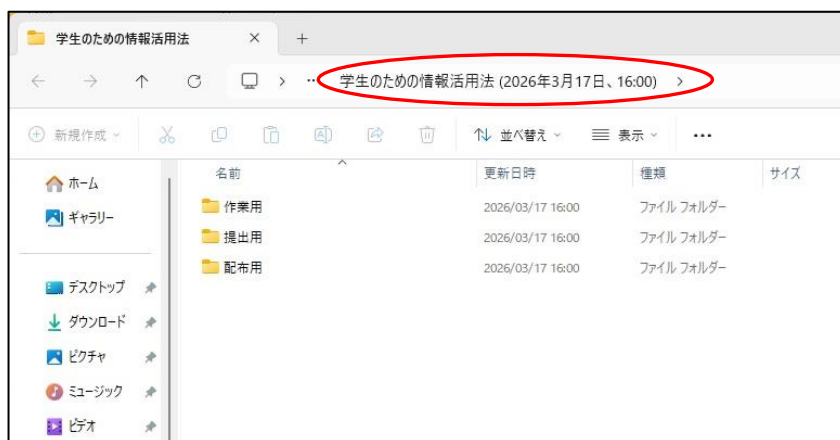 学生のための情報活用法
学生のための情報活用法 (2026年3月17日、16:00)
新規作成 並べ替え 表示
名前 更新日時 種類 サイズ
ホーム
ギャラリー
作業用 2026/03/17 16:00 ファイル フォルダー
提出用 2026/03/17 16:00 ファイル フォルダー
配布用 2026/03/17 16:00 ファイル フォルダー
デスクトップ
ダウンロード
ピクチャ
ミュージック
ビデオ